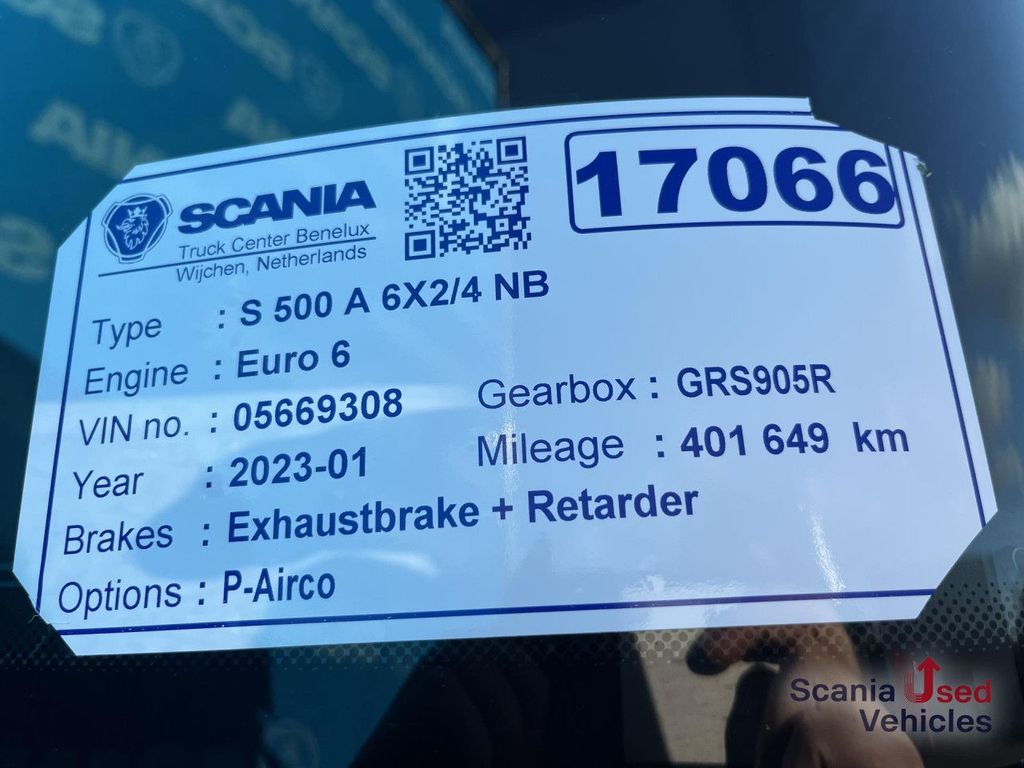 SCANIA
Truck Center Benelux
Wijchen, Netherlands
17066
Type : S 500 A 6X2/4 NB
Engine : Euro 6
VIN no. : 05669308 Gearbox : GRS905R
Year : 2023-01 Mileage : 401 649 km
Brakes : Exhaustbrake + Retarder
Options : P-Airco
Scania Used
Vehicles